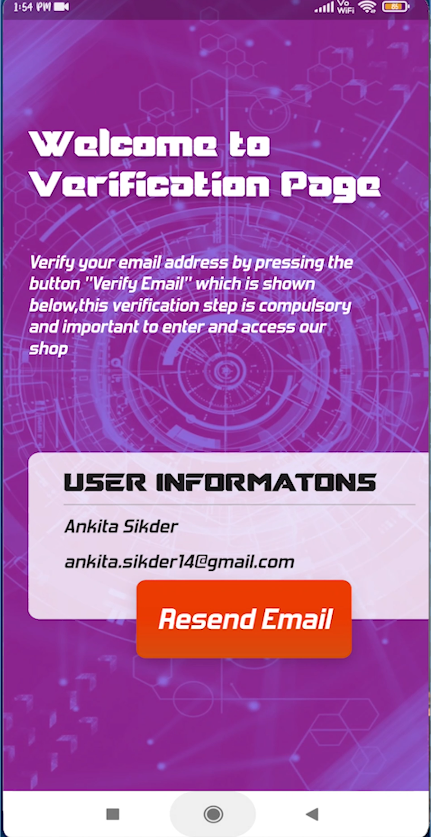 1:54 PM
Vo
WiFi
85
Welcome to
Verification Page
Verify your email address by pressing the
button "Verify Email" which is shown
below,this verification step is compulsory
and important to enter and access our
shop
USER INFORMATONS
Ankita Sikder
ankita.sikder14@gmail.com
Resend Email